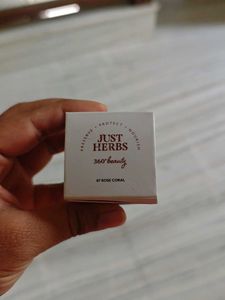 PRESERVE • PROTECT • NOURISH
JUST
HERBS
360° beauty
07 ROSE CORAL